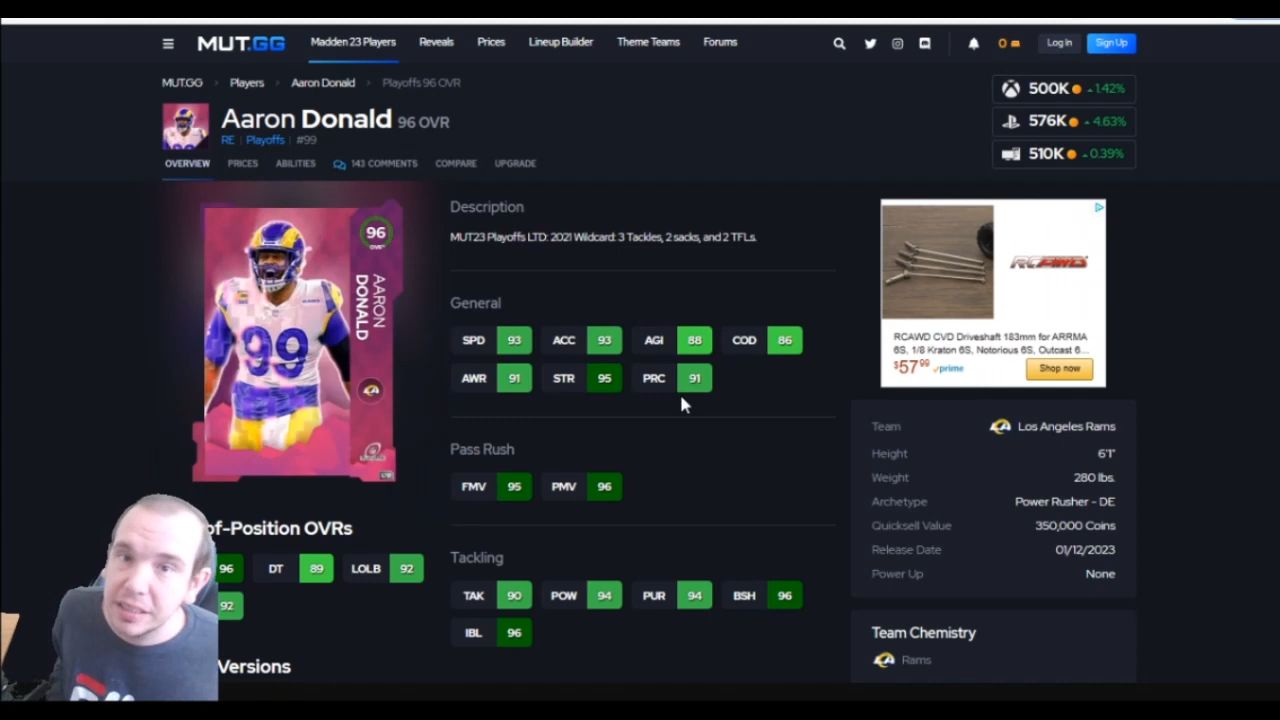 MUT.GG
Madden 23 Players
Reveals
Prices
Lineup Builder
Theme Teams
Forums
0
Log In
Sign Up
MUT.GG > Players > Aaron Donald > Playoffs 96 OVR
Aaron Donald 96 OVR
RE | Playoffs | #99
500K 1.42%
576K 4.63%
510K 0.39%
OVERVIEW
PRICES
ABILITIES
143 COMMENTS
COMPARE
UPGRADE
96
OVR
AARON
DONALD
99
Description
MUT23 Playoffs LTD: 2021 Wildcard: 3 Tackles, 2 sacks, and 2 TFLs.
General
SPD 93 ACC 93 AGI 88 COD 86
AWR 91 STR 95 PRC 91
Pass Rush
FMV 95 PMV 96
Tackling
TAK 90 POW 94 PUR 94 BSH 96
IBL 96
of-Position OVRs
96 DT 89 LOLB 92
92
Versions
RCAWD
RCAWD CVD Driveshaft 183mm for ARRMA
6S, 1/8 Kraton 6S, Notorious 6S, Outcast 6...
$57.99 prime
Shop now
Team Los Angeles Rams
Height 6'1"
Weight 280 lbs.
Archetype Power Rusher - DE
Quicksell Value 350,000 Coins
Release Date 01/12/2023
Power Up None
Team Chemistry
Rams